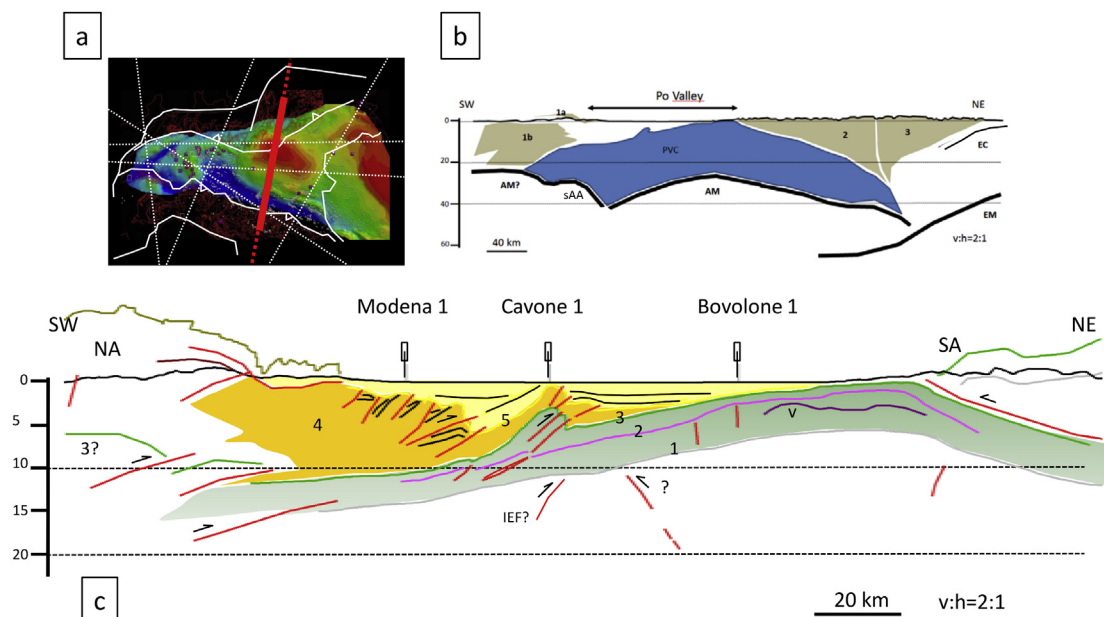 a
b
Po Valley
SW
NE
0
20
40
60
1a
1b
2
3
PVC
EC
AM?
sAA
AM
EM
40 km
v:h=2:1
Modena 1
Cavone 1
Bovolone 1
SW
NE
NA
SA
0
5
10
15
20
4
5
3
2
1
v
3?
IEF?
?
c
20 km
v:h=2:1